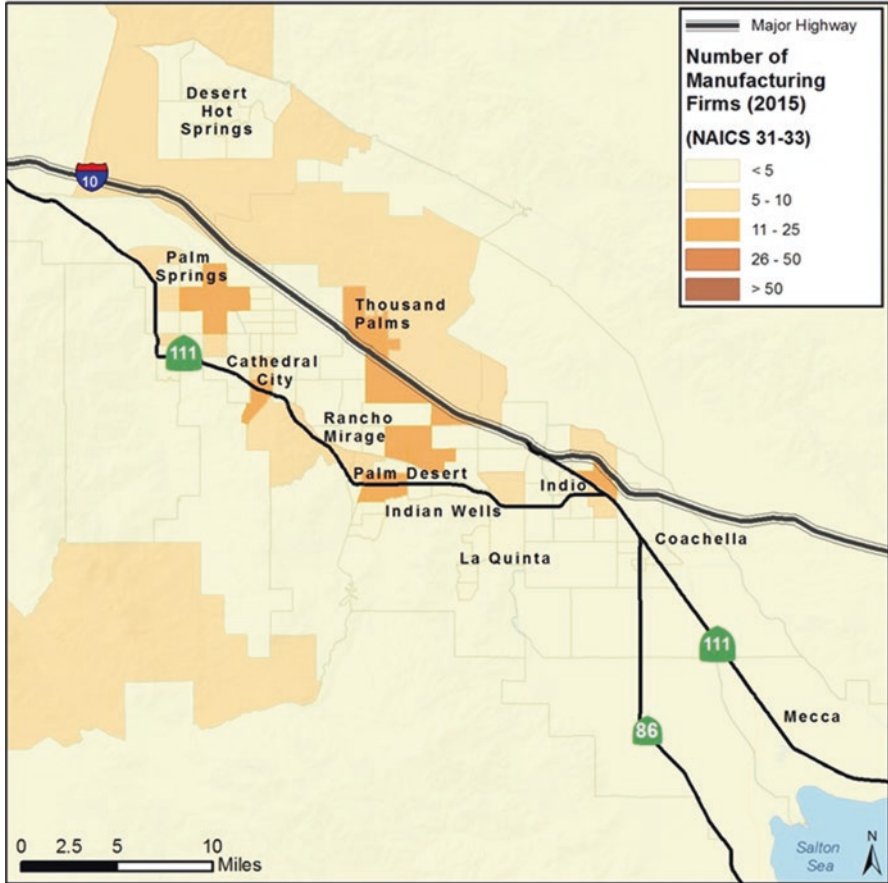 Major Highway
Number of
Manufacturing
Firms (2015)
(NAICS 31-33)
< 5
5 - 10
11 - 25
26 - 50
> 50
Desert
Hot
Springs
10
Palm
Springs
Thousand
Palms
111
Cathedral
City
Rancho
Mirage
Palm Desert
Indio
Indian Wells
Coachella
La Quinta
111
Mecca
86
0 2.5 5 10
Miles
Salton
Sea
N